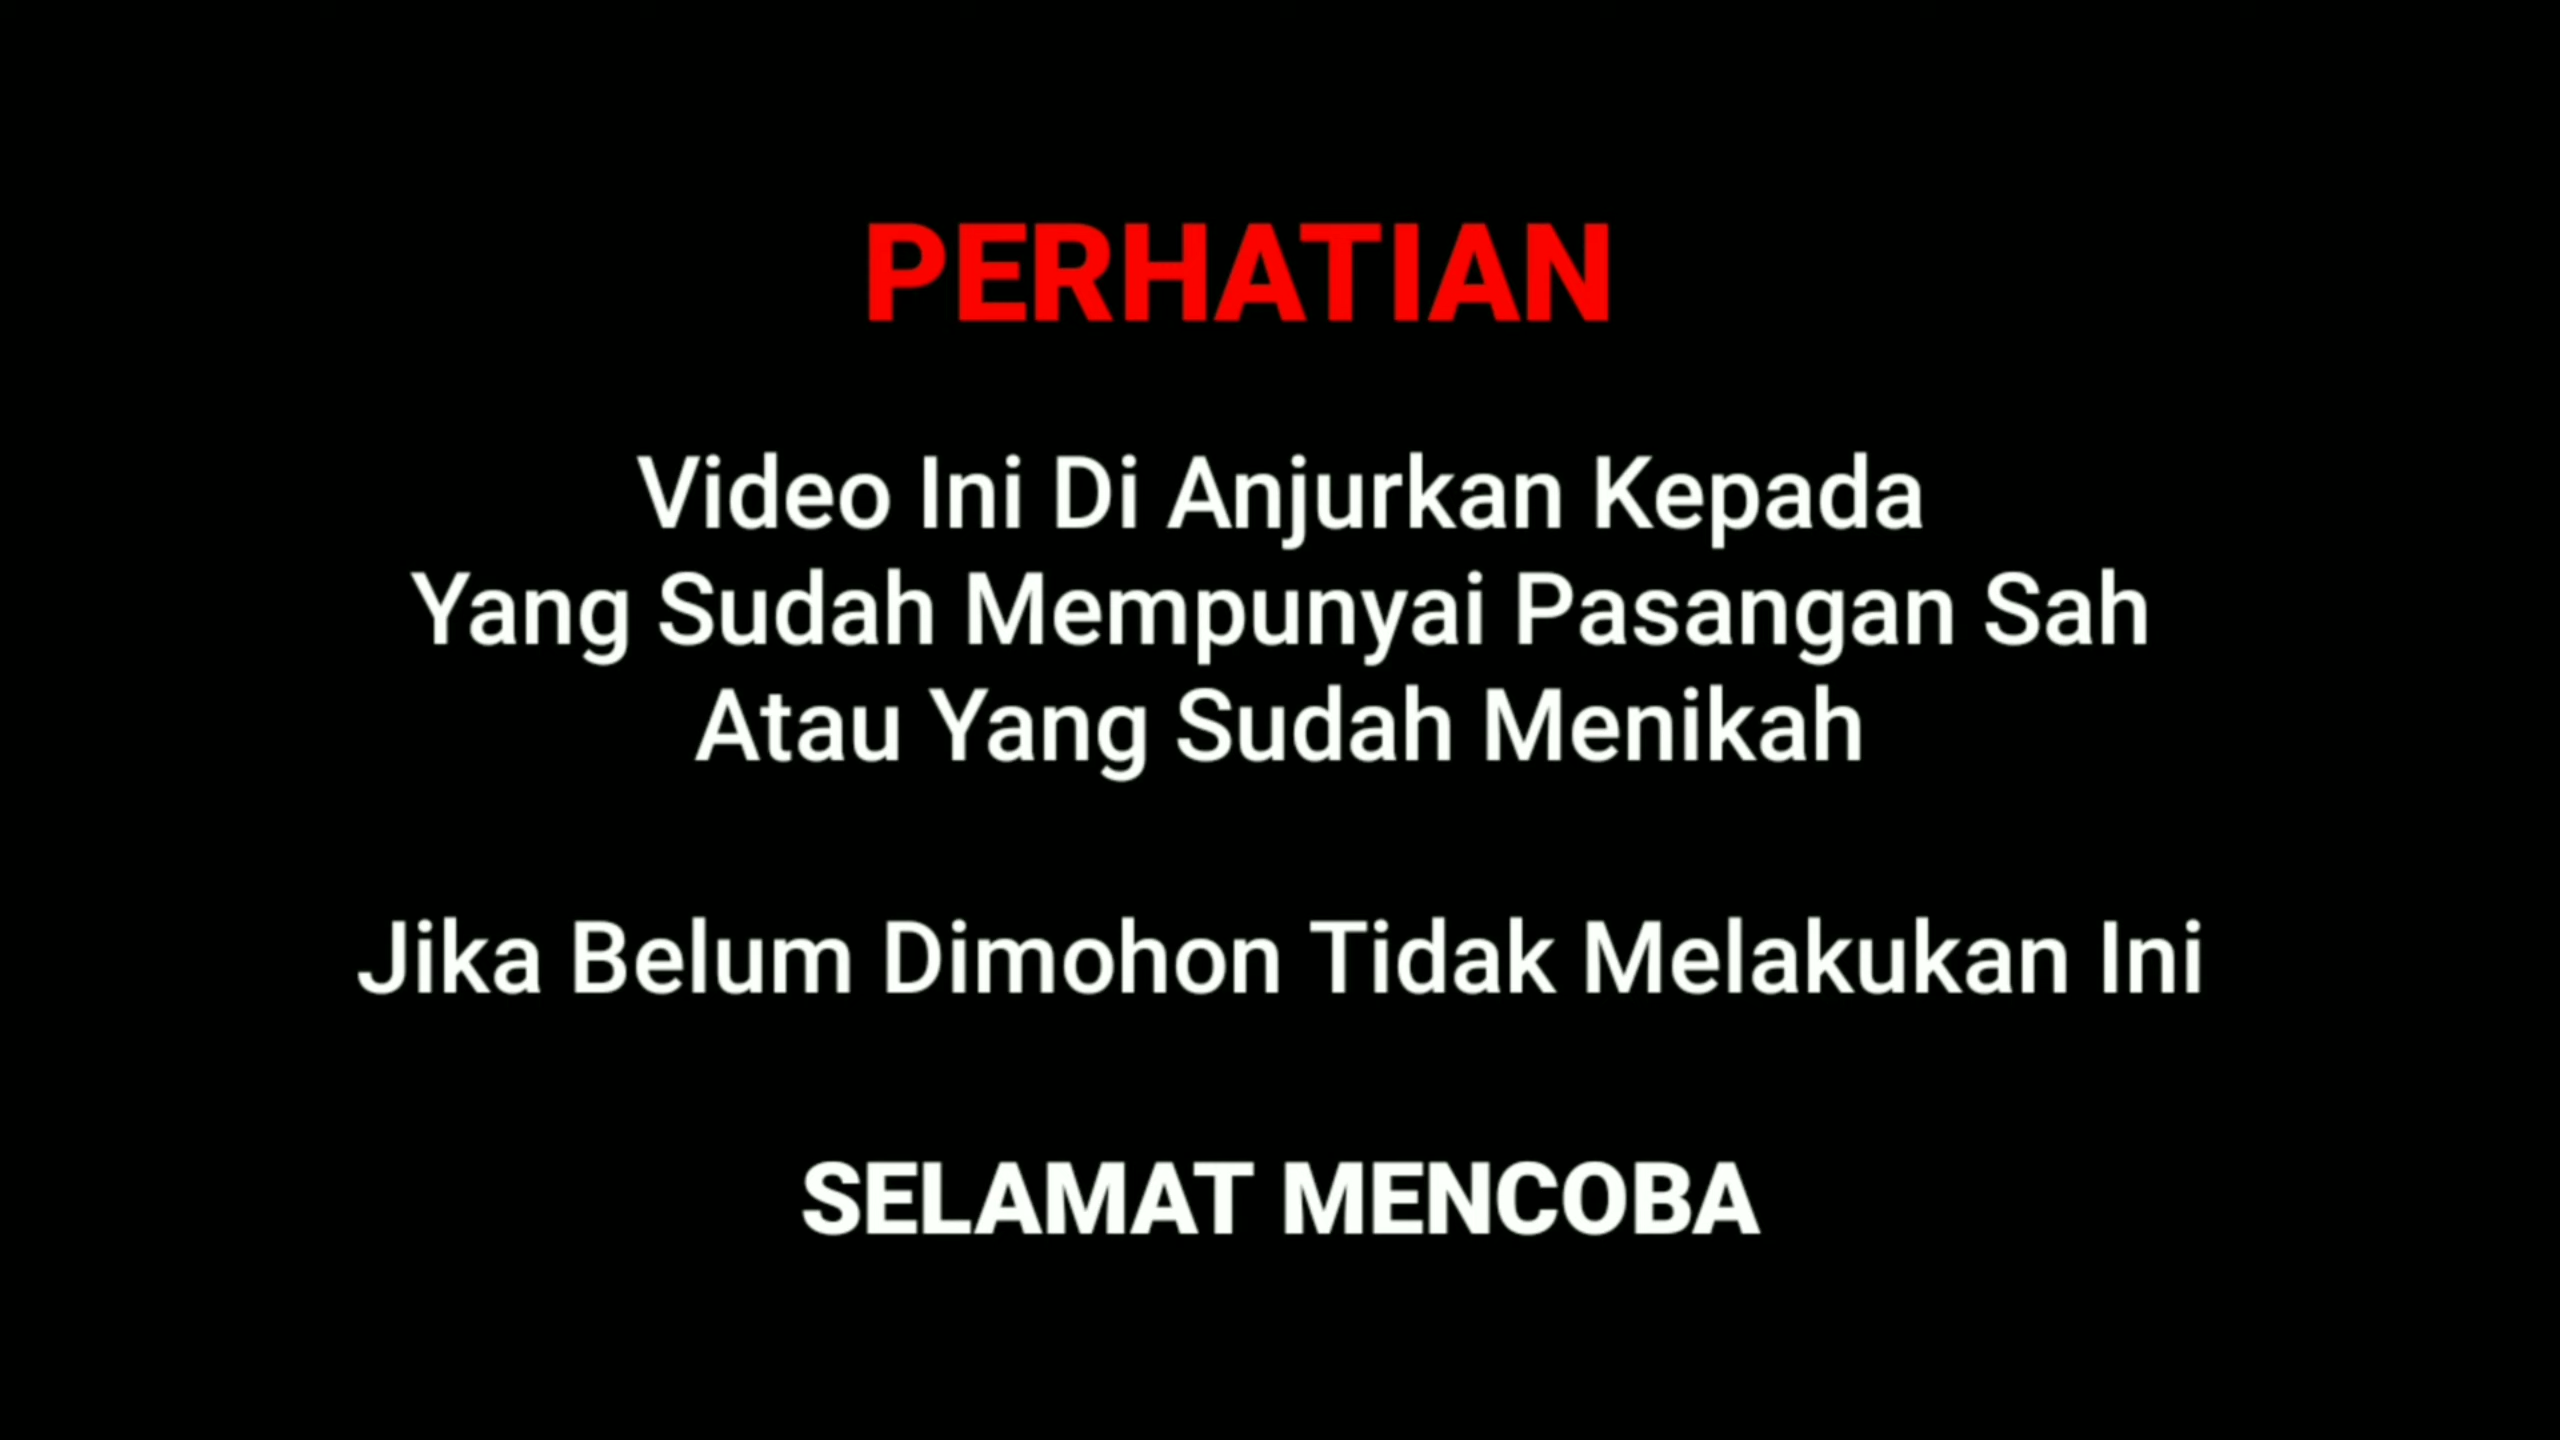 PERHATIAN
Video Ini Di Anjurkan Kepada
Yang Sudah Mempunyai Pasangan Sah
Atau Yang Sudah Menikah
Jika Belum Dimohon Tidak Melakukan Ini
SELAMAT MENCOBA